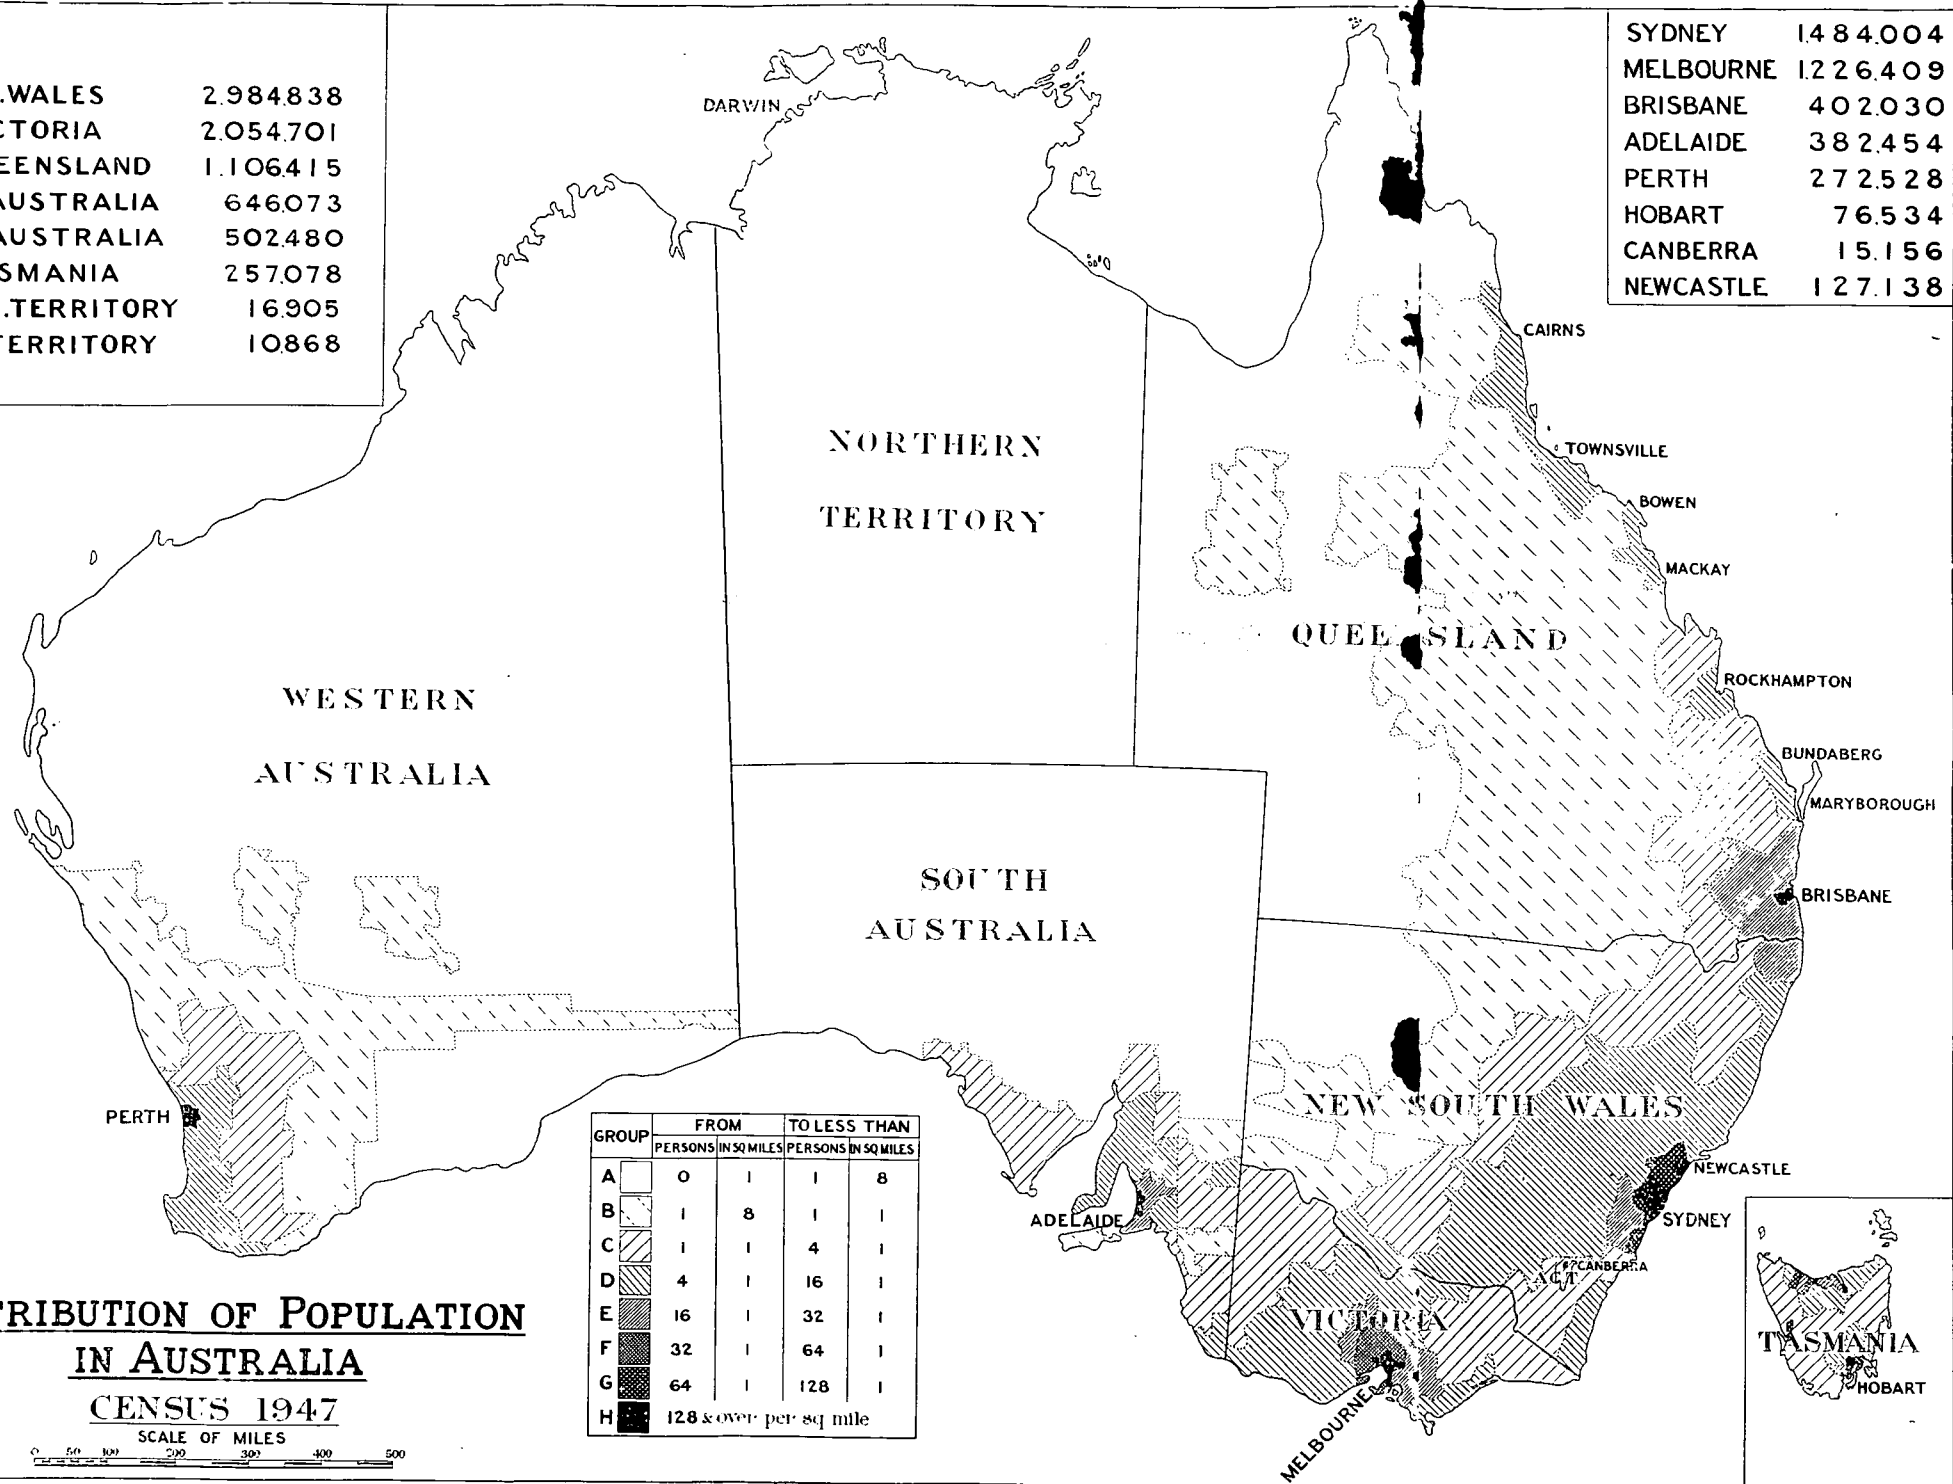 .WALES 2.984.838
CTORIA 2.054.701
EENSLAND 1.106.415
AUSTRALIA 646.073
AUSTRALIA 502.480
SMANIA 257.078
.TERRITORY 16.905
TERRITORY 10.868
SYDNEY 1.484.004
MELBOURNE 1.226.409
BRISBANE 402.030
ADELAIDE 382.454
PERTH 272.528
HOBART 76.534
CANBERRA 15.156
NEWCASTLE 127.138
DARWIN
CAIRNS
NORTHERN
TERRITORY
TOWNSVILLE
BOWEN
MACKAY
QUEE SLAND
WESTERN
AUSTRALIA
ROCKHAMPTON
BUNDABERG
MARYBOROUGH
SOUTH
AUSTRALIA
BRISBANE
PERTH
NEW SOUTH WALES
NEWCASTLE
ADELAIDE
SYDNEY
CANBERRA
A.C.T.
VICTORIA
MELBOURNE
TASMANIA
HOBART
GROUP FROM TO LESS THAN
PERSONS IN SQ MILES PERSONS IN SQ MILES
A 0 1 1 8
B 1 8 1 1
C 1 1 4 1
D 4 1 16 1
E 16 1 32 1
F 32 1 64 1
G 64 1 128 1
H 128 & over per sq mile
TRIBUTION OF POPULATION
IN AUSTRALIA
CENSUS 1947
SCALE OF MILES
0 50 100 200 300 400 500